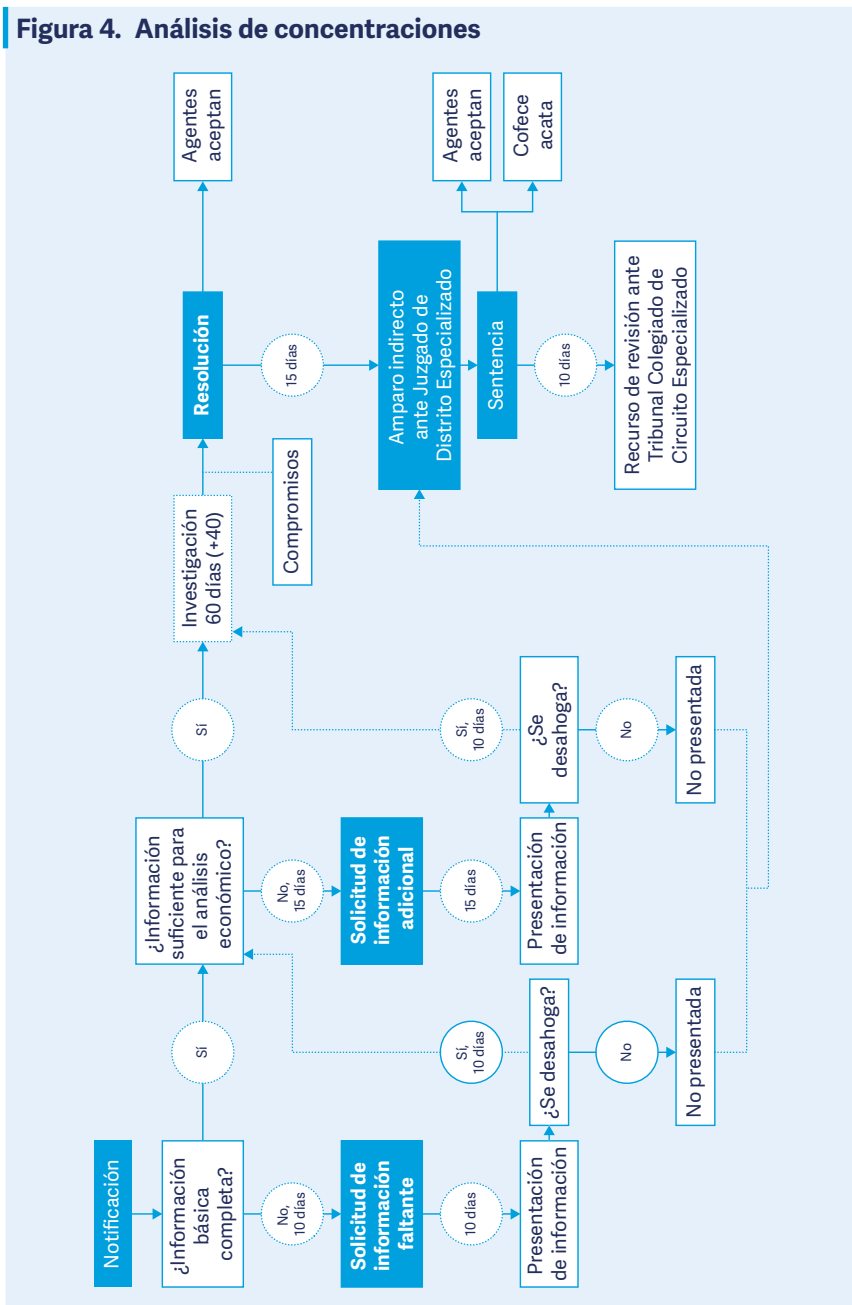 Figura 4. Análisis de concentraciones
Notificación
¿Información
básica
completa?
No,
10 días
Solicitud de
información
faltante
10 días
Presentación
de información
¿Se desahoga?
Sí,
10 días
No
No presentada
Sí
¿Información
suficiente para
el análisis
económico?
No,
15 días
Solicitud de
información
adicional
15 días
Presentación
de información
¿Se
desahoga?
Sí,
10 días
No
No presentada
Sí
Investigación
60 días (+40)
Compromisos
Resolución
Agentes
aceptan
15 días
Amparo indirecto
ante Juzgado de
Distrito Especializado
Sentencia
Agentes
aceptan
Cofece
acata
10 días
Recurso de revisión ante
Tribunal Colegiado de
Circuito Especializado